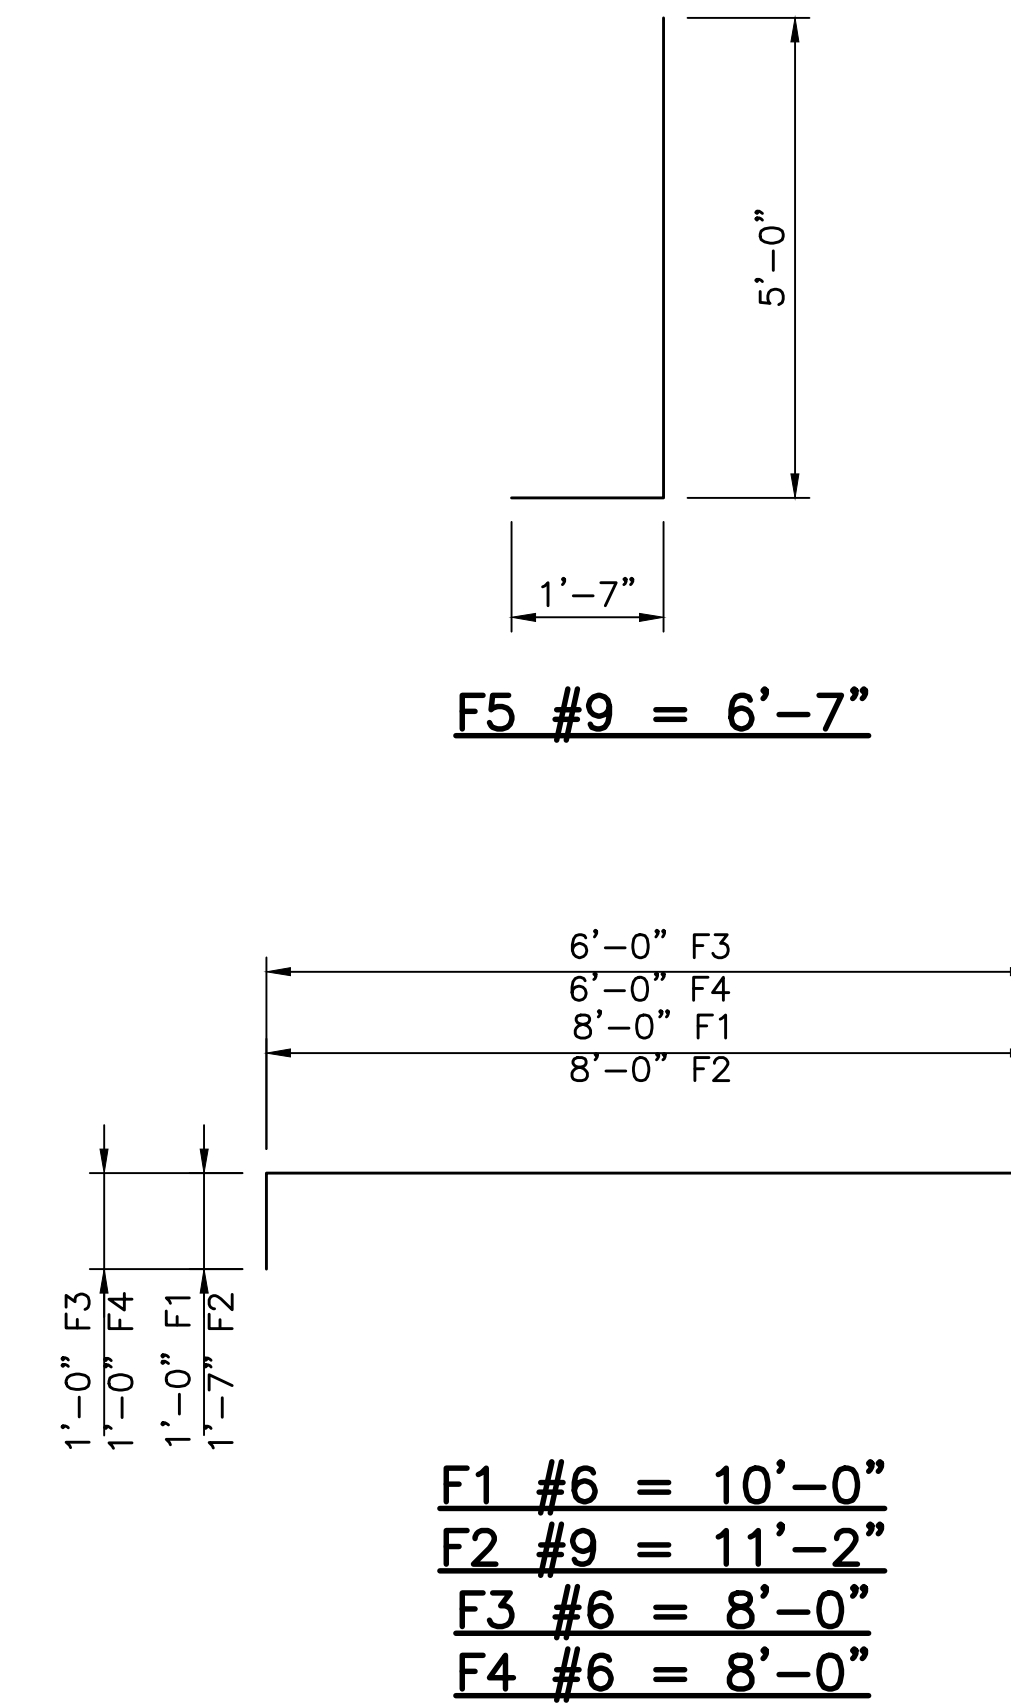 5'-0"
1'-7"
F5 #9 = 6'-7"
6'-0" F3
6'-0" F4
8'-0" F1
8'-0" F2
1'-0" F3
1'-0" F4
1'-0" F1
1'-7" F2
F1 #6 = 10'-0"
F2 #9 = 11'-2"
F3 #6 = 8'-0"
F4 #6 = 8'-0"